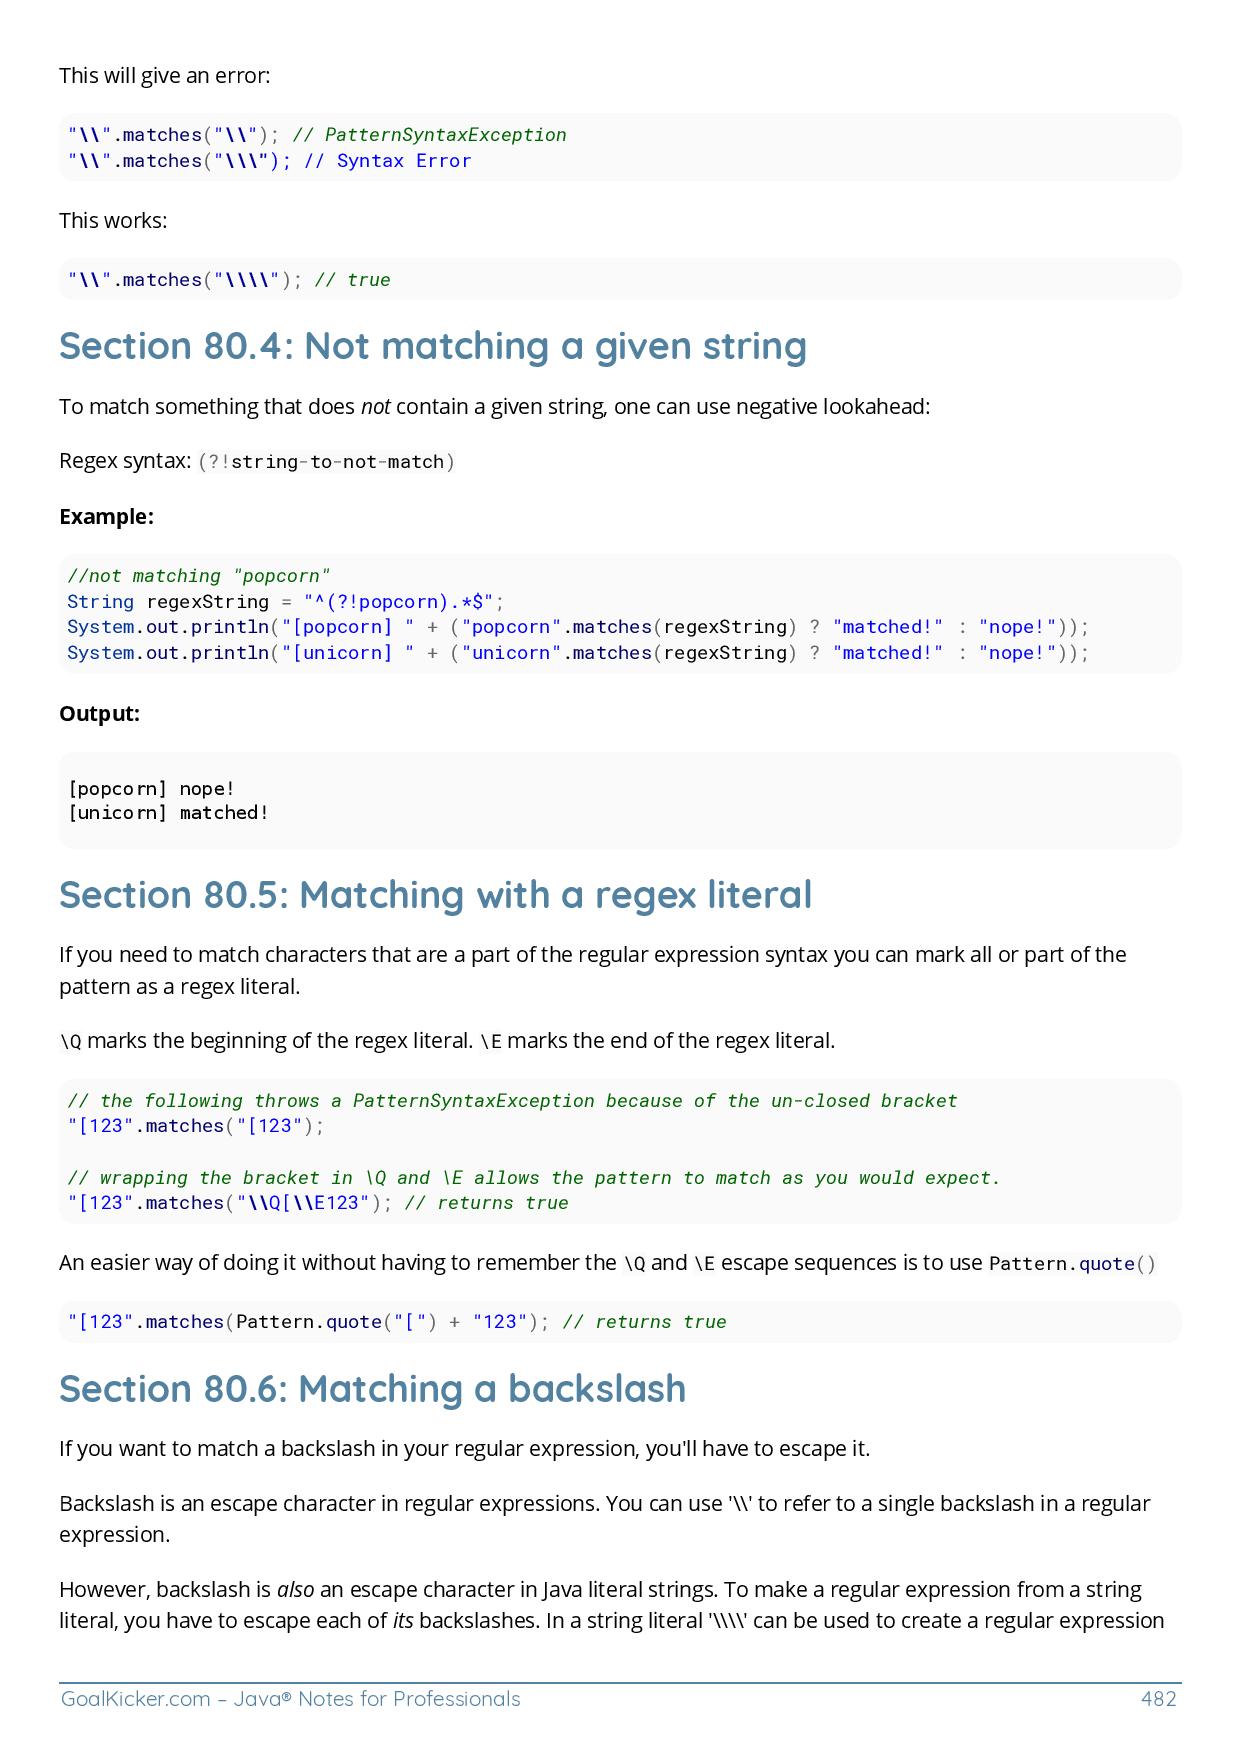 This will give an error:
"\\".matches("\\"); // PatternSyntaxException
"\\".matches("\\\"); // Syntax Error
This works:
"\\".matches("\\\\"); // true
Section 80.4: Not matching a given string
To match something that does not contain a given string, one can use negative lookahead:
Regex syntax: (?!string-to-not-match)
Example:
//not matching "popcorn"
String regexString = "^(?!popcorn).*$";
System.out.println("[popcorn] " + ("popcorn".matches(regexString) ? "matched!" : "nope!"));
System.out.println("[unicorn] " + ("unicorn".matches(regexString) ? "matched!" : "nope!"));
Output:
[popcorn] nope!
[unicorn] matched!
Section 80.5: Matching with a regex literal
If you need to match characters that are a part of the regular expression syntax you can mark all or part of the
pattern as a regex literal.
\Q marks the beginning of the regex literal. \E marks the end of the regex literal.
// the following throws a PatternSyntaxException because of the un-closed bracket
"[123".matches("[123");
// wrapping the bracket in \Q and \E allows the pattern to match as you would expect.
"[123".matches("\\Q[\\E123"); // returns true
An easier way of doing it without having to remember the \Q and \E escape sequences is to use Pattern.quote()
"[123".matches(Pattern.quote("[") + "123"); // returns true
Section 80.6: Matching a backslash
If you want to match a backslash in your regular expression, you'll have to escape it.
Backslash is an escape character in regular expressions. You can use '\\' to refer to a single backslash in a regular
expression.
However, backslash is also an escape character in Java literal strings. To make a regular expression from a string
literal, you have to escape each of its backslashes. In a string literal '\\\\' can be used to create a regular expression
GoalKicker.com – Java® Notes for Professionals
482